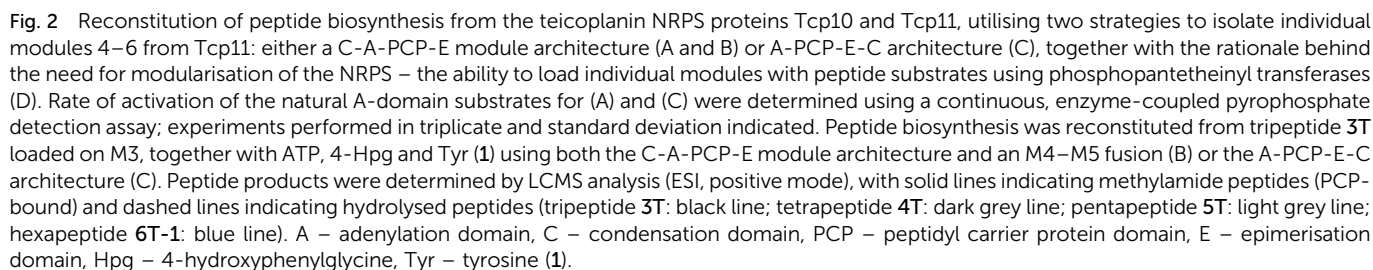 Fig. 2 Reconstitution of peptide biosynthesis from the teicoplanin NRPS proteins Tcp10 and Tcp11, utilising two strategies to isolate individual
modules 4–6 from Tcp11: either a C-A-PCP-E module architecture (A and B) or A-PCP-E-C architecture (C), together with the rationale behind
the need for modularisation of the NRPS – the ability to load individual modules with peptide substrates using phosphopantetheinyl transferases
(D). Rate of activation of the natural A-domain substrates for (A) and (C) were determined using a continuous, enzyme-coupled pyrophosphate
detection assay; experiments performed in triplicate and standard deviation indicated. Peptide biosynthesis was reconstituted from tripeptide 3T
loaded on M3, together with ATP, 4-Hpg and Tyr (1) using both the C-A-PCP-E module architecture and an M4–M5 fusion (B) or the A-PCP-E-C
architecture (C). Peptide products were determined by LCMS analysis (ESI, positive mode), with solid lines indicating methylamide peptides (PCP-
bound) and dashed lines indicating hydrolysed peptides (tripeptide 3T: black line; tetrapeptide 4T: dark grey line; pentapeptide 5T: light grey line;
hexapeptide 6T-1: blue line). A – adenylation domain, C – condensation domain, PCP – peptidyl carrier protein domain, E – epimerisation
domain, Hpg – 4-hydroxyphenylglycine, Tyr – tyrosine (1).